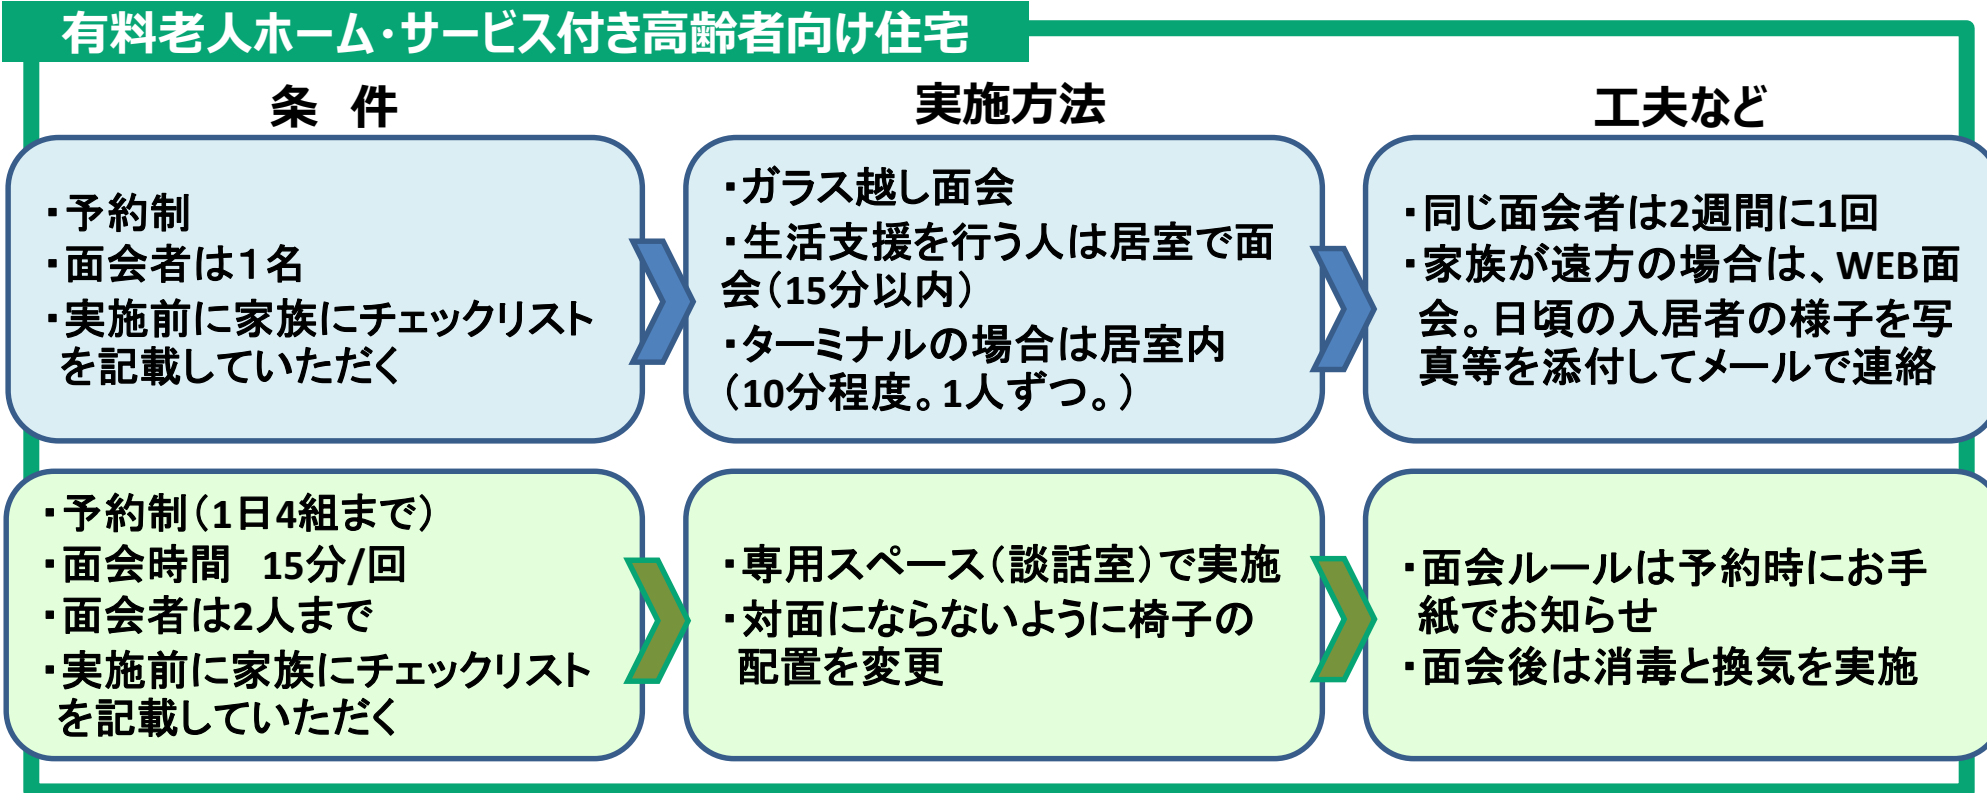 有料老人ホーム・サービス付き高齢者向け住宅
条　件
実施方法
工夫など
・予約制
・面会者は１名
・実施前に家族にチェックリスト
を記載していただく
・ガラス越し面会
・生活支援を行う人は居室で面
会（15分以内）
・ターミナルの場合は居室内
（10分程度。1人ずつ。）
・同じ面会者は2週間に1回
・家族が遠方の場合は、WEB面
会。日頃の入居者の様子を写
真等を添付してメールで連絡
・予約制（1日4組まで）
・面会時間　15分/回
・面会者は2人まで
・実施前に家族にチェックリスト
を記載していただく
・専用スペース（談話室）で実施
・対面にならないように椅子の
配置を変更
・面会ルールは予約時にお手
紙でお知らせ
・面会後は消毒と換気を実施